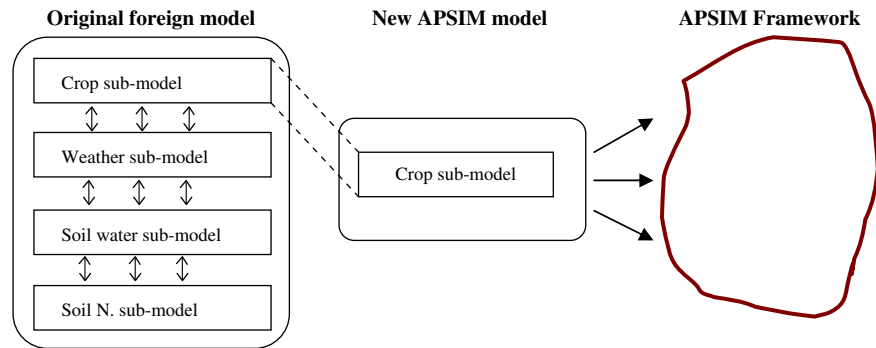 Original foreign model
New APSIM model
APSIM Framework
Crop sub-model
Weather sub-model
Soil water sub-model
Soil N. sub-model
Crop sub-model